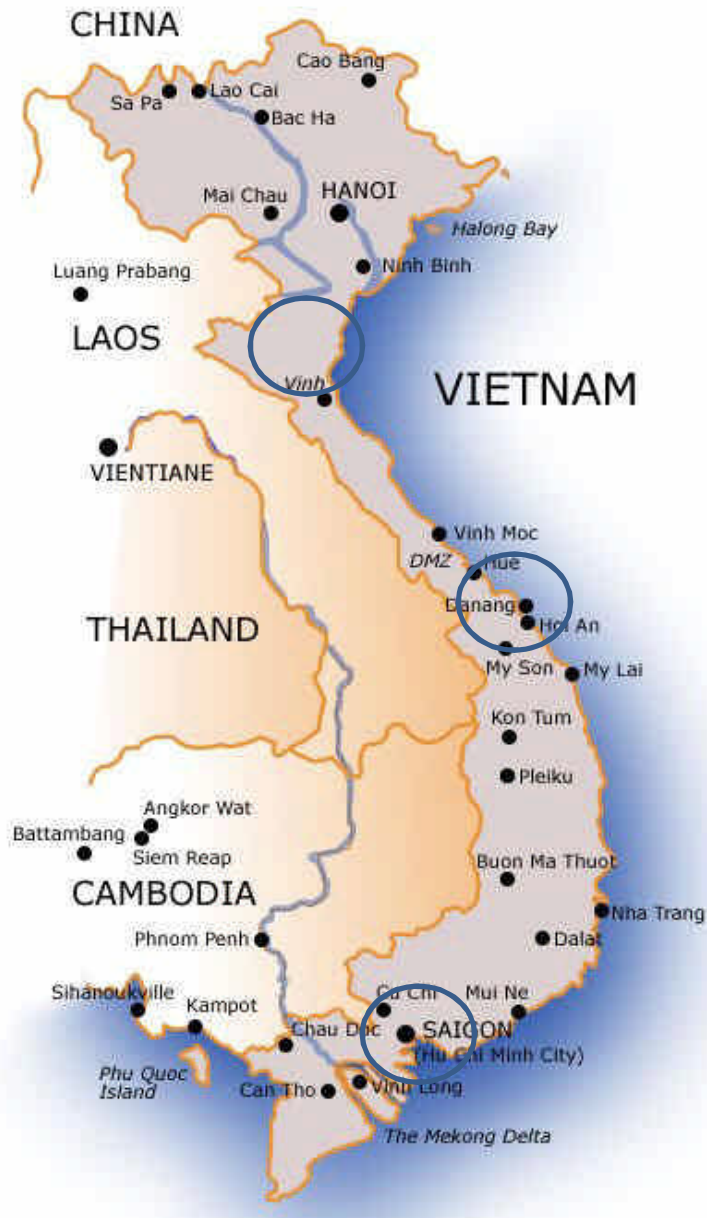 CHINA
Cao Bang
Sa Pa
Lao Cai
Bac Ha
Mai Chau
HANOI
Halong Bay
Luang Prabang
Ninh Binh
LAOS
Vinh
VIETNAM
VIENTIANE
Vinh Moc
DMZ
Hue
Danang
Hoi An
THAILAND
My Son
My Lai
Kon Tum
Pleiku
Angkor Wat
Battambang
Siem Reap
Buon Ma Thuot
CAMBODIA
Nha Trang
Phnom Penh
Dalat
Sihanoukville
Kampot
Cu Chi
Mui Ne
Chau Doc
SAIGON
(Hu Chi Minh City)
Phu Quoc
Island
Can Tho
Vinh Long
The Mekong Delta